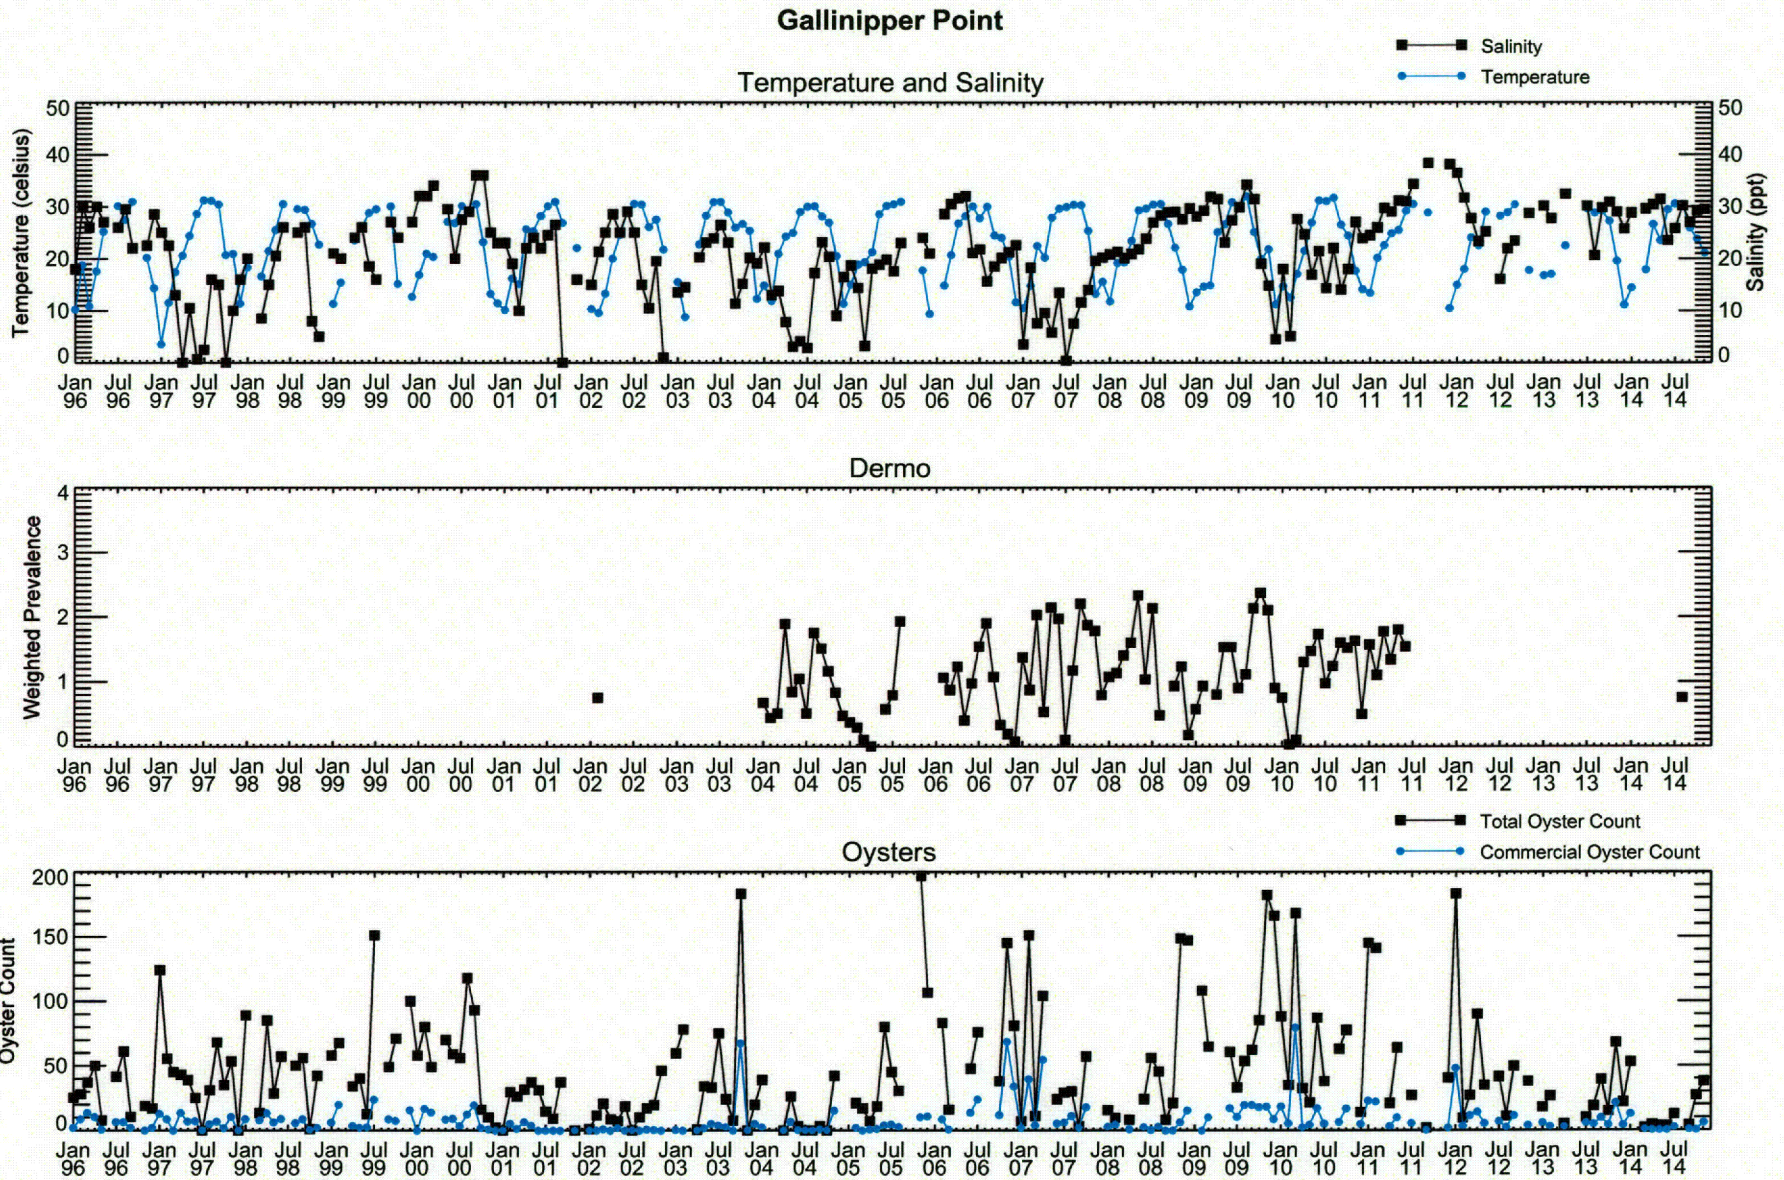 Gallinipper Point
Salinity
Temperature
Temperature and Salinity
50 50
40 40
30 30
20 20
10 10
0 0
Temperature (celsius)
Salinity (ppt)
Jan Jul Jan Jul Jan Jul Jan Jul Jan Jul Jan Jul Jan Jul Jan Jul Jan Jul Jan Jul Jan Jul Jan Jul Jan Jul Jan Jul Jan Jul Jan Jul Jan Jul Jan Jul Jan Jul
96 96 97 97 98 98 99 99 00 00 01 01 02 02 03 03 04 04 05 05 06 06 07 07 08 08 09 09 10 10 11 11 12 12 13 13 14 14
Dermo
4
3
2
1
0
Weighted Prevalence
Jan Jul Jan Jul Jan Jul Jan Jul Jan Jul Jan Jul Jan Jul Jan Jul Jan Jul Jan Jul Jan Jul Jan Jul Jan Jul Jan Jul Jan Jul Jan Jul Jan Jul Jan Jul Jan Jul
96 96 97 97 98 98 99 99 00 00 01 01 02 02 03 03 04 04 05 05 06 06 07 07 08 08 09 09 10 10 11 11 12 12 13 13 14 14
Total Oyster Count
Commercial Oyster Count
Oysters
200
150
100
50
0
Oyster Count
Jan Jul Jan Jul Jan Jul Jan Jul Jan Jul Jan Jul Jan Jul Jan Jul Jan Jul Jan Jul Jan Jul Jan Jul Jan Jul Jan Jul Jan Jul Jan Jul Jan Jul Jan Jul Jan Jul
96 96 97 97 98 98 99 99 00 00 01 01 02 02 03 03 04 04 05 05 06 06 07 07 08 08 09 09 10 10 11 11 12 12 13 13 14 14